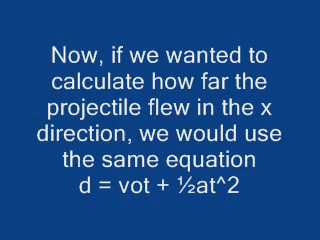 Now, if we wanted to
calculate how far the
projectile flew in the x
direction, we would use
the same equation
d = vot + ½at^2